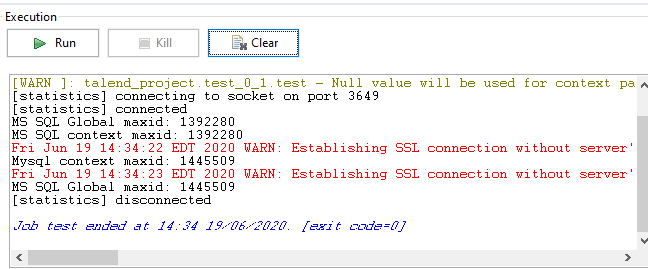 Execution
Run
Kill
Clear
[WARN ]: talend_project.test_0_1.test - Null value will be used for context pa
[statistics] connecting to socket on port 3649
[statistics] connected
MS SQL Global maxid: 1392280
MS SQL context maxid: 1392280
Fri Jun 19 14:34:22 EDT 2020 WARN: Establishing SSL connection without server'
Mysql context maxid: 1445509
Fri Jun 19 14:34:23 EDT 2020 WARN: Establishing SSL connection without server'
MS SQL Global maxid: 1445509
[statistics] disconnected
Job test ended at 14:34 19/06/2020. [exit code=0]